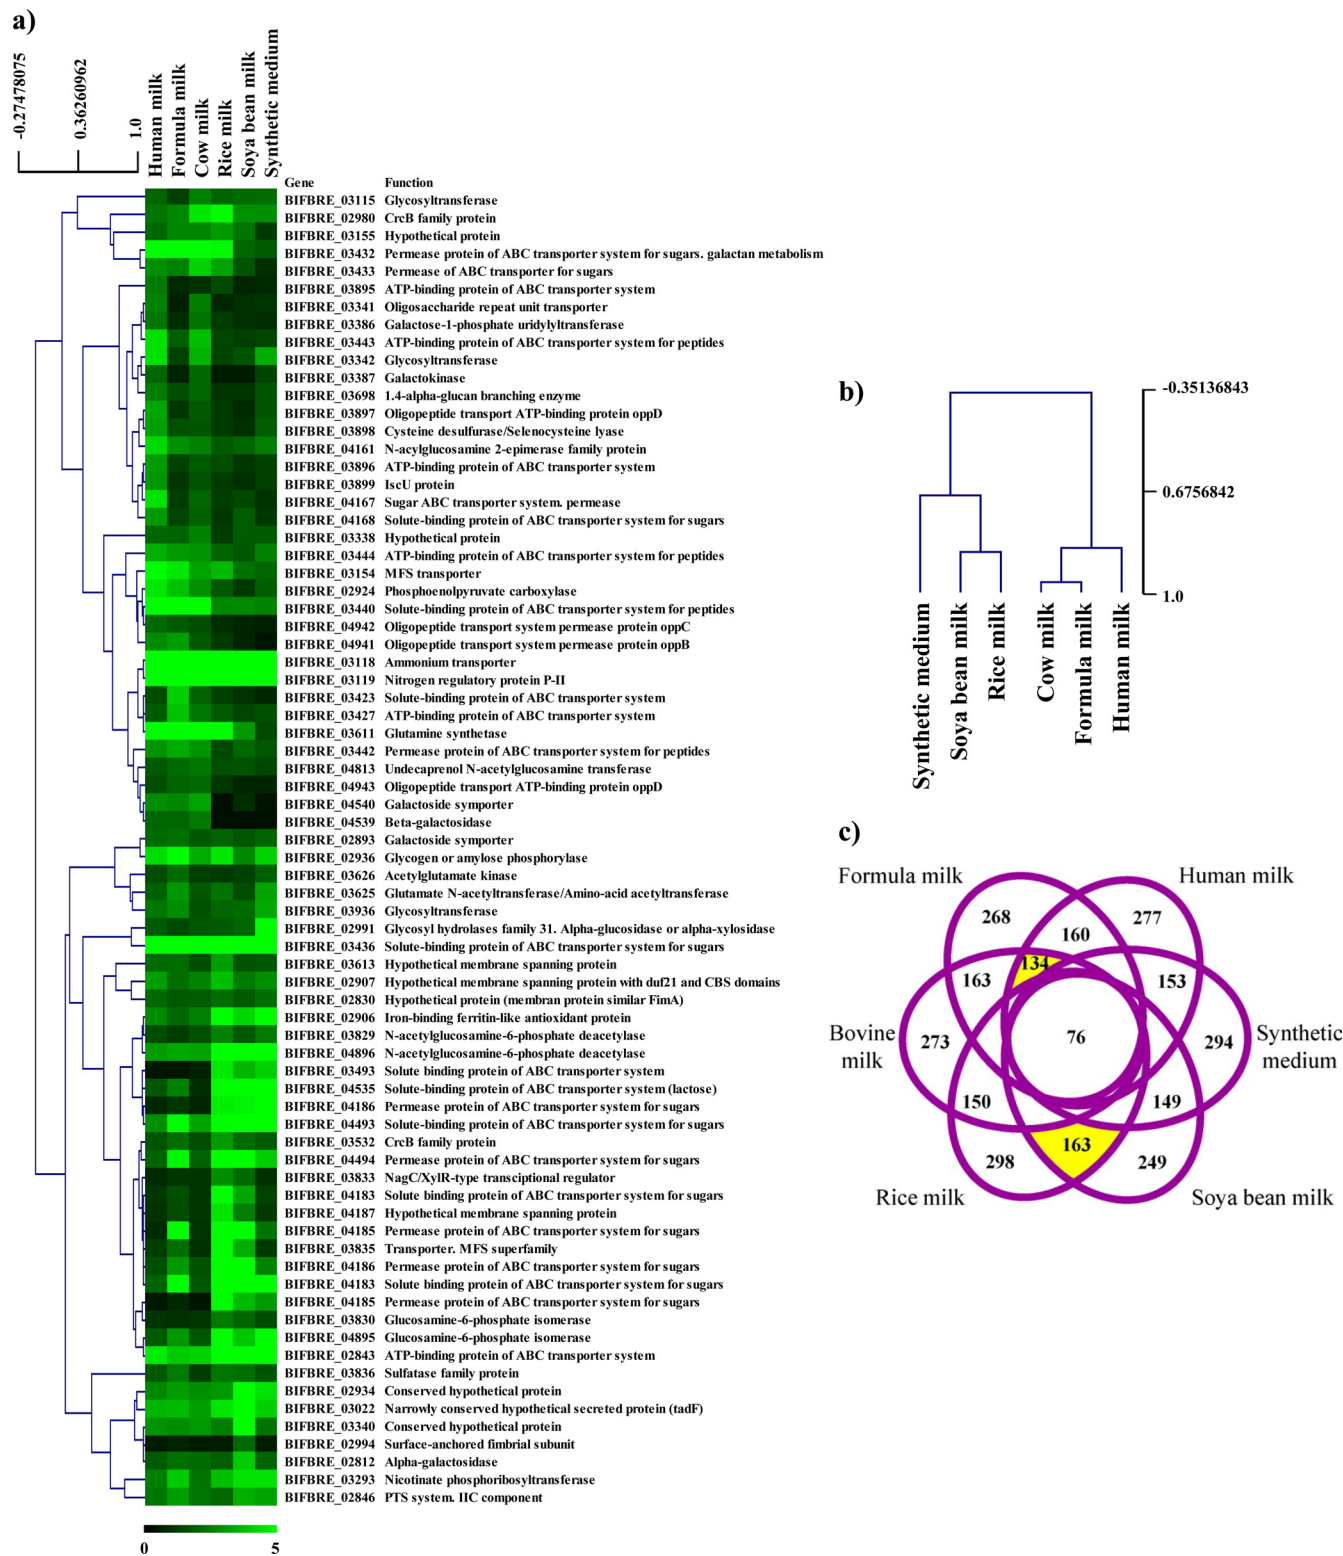 a)
-0.27478075
0.36260962
1.0
Human milk
Formula milk
Cow milk
Rice milk
Soya bean milk
Synthetic medium
Gene Function
BIFBRE_03115 Glycosyltransferase
BIFBRE_02980 CrcB family protein
BIFBRE_03155 Hypothetical protein
BIFBRE_03432 Permease protein of ABC transporter system for sugars. galactan metabolism
BIFBRE_03433 Permease of ABC transporter for sugars
BIFBRE_03895 ATP-binding protein of ABC transporter system
BIFBRE_03341 Oligosaccharide repeat unit transporter
BIFBRE_03386 Galactose-1-phosphate uridylyltransferase
BIFBRE_03443 ATP-binding protein of ABC transporter system for peptides
BIFBRE_03342 Glycosyltransferase
BIFBRE_03387 Galactokinase
BIFBRE_03698 1.4-alpha-glucan branching enzyme
BIFBRE_03897 Oligopeptide transport ATP-binding protein oppD
BIFBRE_03898 Cysteine desulfurase/Selenocysteine lyase
BIFBRE_04161 N-acylglucosamine 2-epimerase family protein
BIFBRE_03896 ATP-binding protein of ABC transporter system
BIFBRE_03899 IscU protein
BIFBRE_04167 Sugar ABC transporter system. permease
BIFBRE_04168 Solute-binding protein of ABC transporter system for sugars
BIFBRE_03338 Hypothetical protein
BIFBRE_03444 ATP-binding protein of ABC transporter system for peptides
BIFBRE_03154 MFS transporter
BIFBRE_02924 Phosphoenolpyruvate carboxylase
BIFBRE_03440 Solute-binding protein of ABC transporter system for peptides
BIFBRE_04942 Oligopeptide transport system permease protein oppC
BIFBRE_04941 Oligopeptide transport system permease protein oppB
BIFBRE_03118 Ammonium transporter
BIFBRE_03119 Nitrogen regulatory protein P-II
BIFBRE_03423 Solute-binding protein of ABC transporter system
BIFBRE_03427 ATP-binding protein of ABC transporter system
BIFBRE_03611 Glutamine synthetase
BIFBRE_03442 Permease protein of ABC transporter system for peptides
BIFBRE_04813 Undecaprenol N-acetylglucosamine transferase
BIFBRE_04943 Oligopeptide transport ATP-binding protein oppD
BIFBRE_04540 Galactoside symporter
BIFBRE_04539 Beta-galactosidase
BIFBRE_02893 Galactoside symporter
BIFBRE_02936 Glycogen or amylose phosphorylase
BIFBRE_03626 Acetylglutamate kinase
BIFBRE_03625 Glutamate N-acetyltransferase/Amino-acid acetyltransferase
BIFBRE_03936 Glycosyltransferase
BIFBRE_02991 Glycosyl hydrolases family 31. Alpha-glucosidase or alpha-xylosidase
BIFBRE_03436 Solute-binding protein of ABC transporter system for sugars
BIFBRE_03613 Hypothetical membrane spanning protein
BIFBRE_02907 Hypothetical membrane spanning protein with duf21 and CBS domains
BIFBRE_02830 Hypothetical protein (membran protein similar FimA)
BIFBRE_02906 Iron-binding ferritin-like antioxidant protein
BIFBRE_03829 N-acetylglucosamine-6-phosphate deacetylase
BIFBRE_04896 N-acetylglucosamine-6-phosphate deacetylase
BIFBRE_03493 Solute binding protein of ABC transporter system
BIFBRE_04535 Solute-binding protein of ABC transporter system (lactose)
BIFBRE_04186 Permease protein of ABC transporter system for sugars
BIFBRE_04493 Solute-binding protein of ABC transporter system for sugars
BIFBRE_03532 CrcB family protein
BIFBRE_04494 Permease protein of ABC transporter system for sugars
BIFBRE_03833 NagC/XylR-type transciptional regulator
BIFBRE_04183 Solute binding protein of ABC transporter system for sugars
BIFBRE_04187 Hypothetical membrane spanning protein
BIFBRE_04185 Permease protein of ABC transporter system for sugars
BIFBRE_03835 Transporter. MFS superfamily
BIFBRE_04186 Permease protein of ABC transporter system for sugars
BIFBRE_04183 Solute binding protein of ABC transporter system for sugars
BIFBRE_04185 Permease protein of ABC transporter system for sugars
BIFBRE_03830 Glucosamine-6-phosphate isomerase
BIFBRE_04895 Glucosamine-6-phosphate isomerase
BIFBRE_02843 ATP-binding protein of ABC transporter system
BIFBRE_03836 Sulfatase family protein
BIFBRE_02934 Conserved hypothetical protein
BIFBRE_03022 Narrowly conserved hypothetical secreted protein (tadF)
BIFBRE_03340 Conserved hypothetical protein
BIFBRE_02994 Surface-anchored fimbrial subunit
BIFBRE_02812 Alpha-galactosidase
BIFBRE_03293 Nicotinate phosphoribosyltransferase
BIFBRE_02846 PTS system. IIC component
0 5
b)
-0.35136843
0.6756842
1.0
Synthetic medium
Soya bean milk
Rice milk
Cow milk
Formula milk
Human milk
c)
Formula milk
Human milk
268
160
277
134
163
153
Bovine
milk
273
76
294
Synthetic
medium
150
149
163
298
249
Rice milk
Soya bean milk